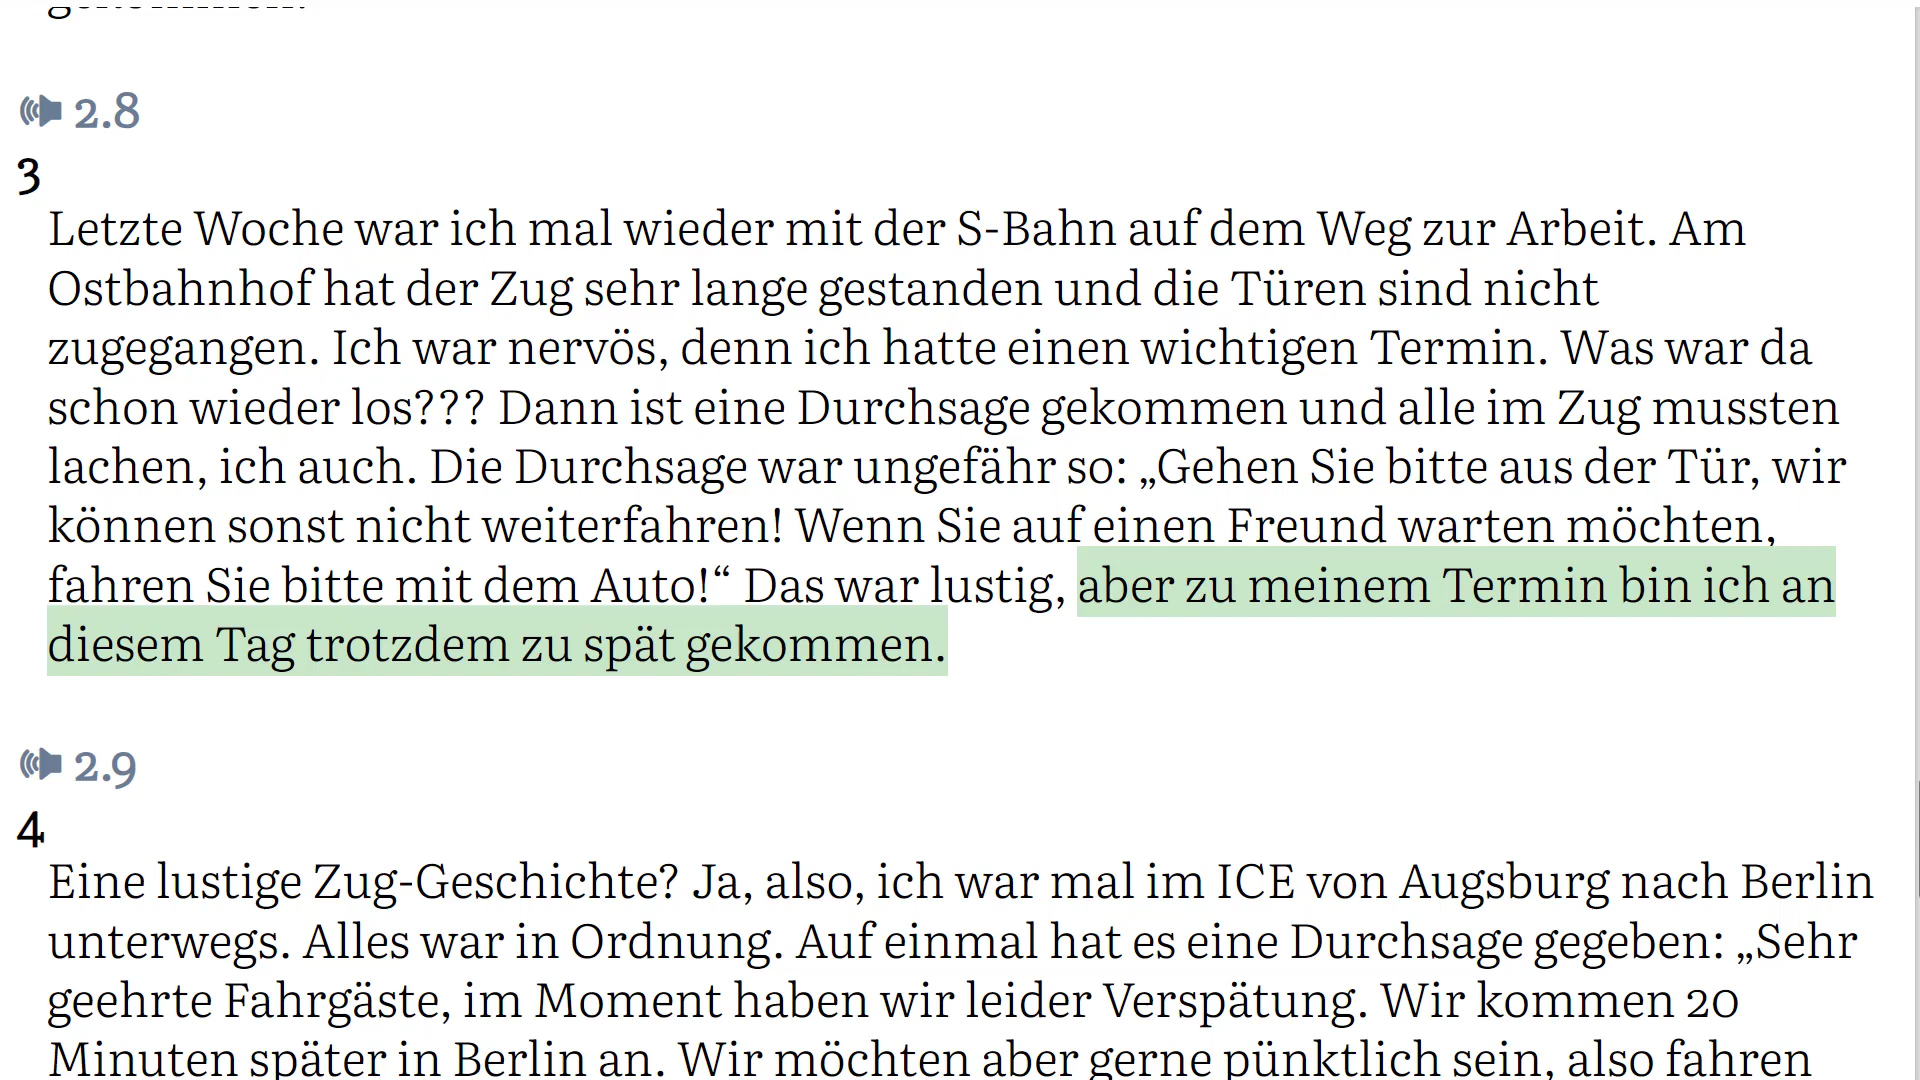 2.8
3
Letzte Woche war ich mal wieder mit der S-Bahn auf dem Weg zur Arbeit. Am
Ostbahnhof hat der Zug sehr lange gestanden und die Türen sind nicht
zugegangen. Ich war nervös, denn ich hatte einen wichtigen Termin. Was war da
schon wieder los??? Dann ist eine Durchsage gekommen und alle im Zug mussten
lachen, ich auch. Die Durchsage war ungefähr so: „Gehen Sie bitte aus der Tür, wir
können sonst nicht weiterfahren! Wenn Sie auf einen Freund warten möchten,
fahren Sie bitte mit dem Auto!“ Das war lustig, aber zu meinem Termin bin ich an
diesem Tag trotzdem zu spät gekommen.
2.9
4
Eine lustige Zug-Geschichte? Ja, also, ich war mal im ICE von Augsburg nach Berlin
unterwegs. Alles war in Ordnung. Auf einmal hat es eine Durchsage gegeben: „Sehr
geehrte Fahrgäste, im Moment haben wir leider Verspätung. Wir kommen 20
Minuten später in Berlin an. Wir möchten aber gerne pünktlich sein, also fahren